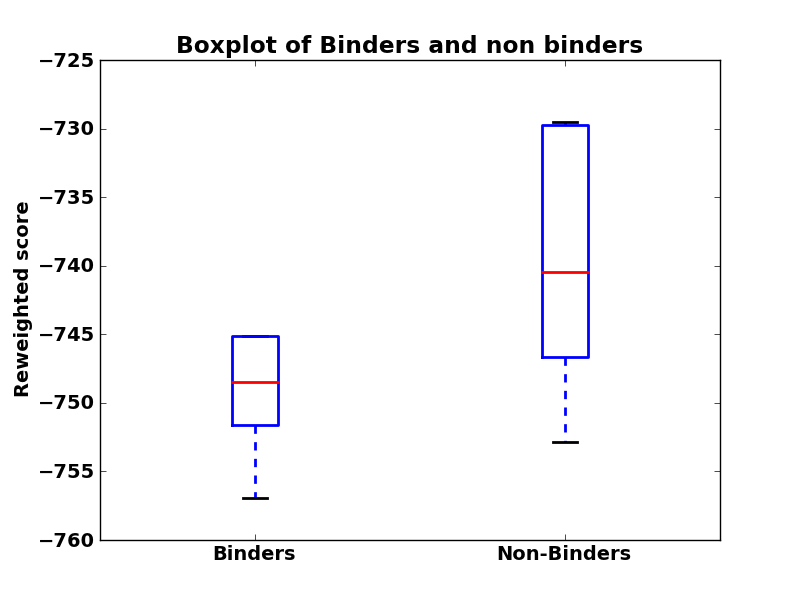 Boxplot of Binders and non binders
Reweighted score
−725
−730
−735
−740
−745
−750
−755
−760
Binders
Non-Binders